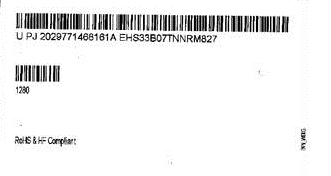 U PJ 2029771468161A EHS33B07TNNRM827
1280
RoHS & HF Compliant